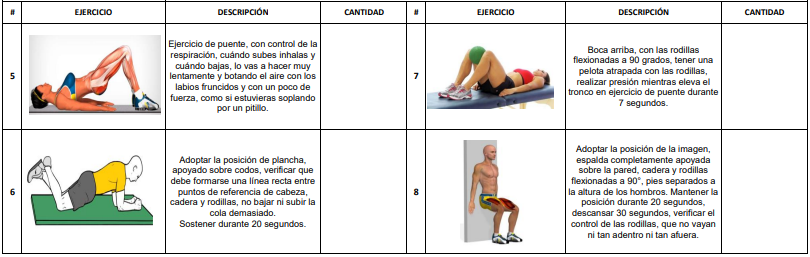 # EJERCICIO DESCRIPCIÓN CANTIDAD # EJERCICIO DESCRIPCIÓN CANTIDAD
5
Ejercicio de puente, con control de la
respiración, cuándo subes inhalas y
cuándo bajas, lo vas a hacer muy
lentamente y botando el aire con los
labios fruncidos y con un poco de
fuerza, como si estuvieras soplando
por un pitillo.
7
Boca arriba, con las rodillas
flexionadas a 90 grados, tener una
pelota atrapada con las rodillas,
realizar presión mientras eleva el
tronco en ejercicio de puente durante
7 segundos.
6
Adoptar la posición de plancha,
apoyado sobre codos, verificar que
debe formarse una línea recta entre
puntos de referencia de cabeza,
cadera y rodillas, no bajar ni subir la
cola demasiado.
Sostener durante 20 segundos.
8
Adoptar la posición de la imagen,
espalda completamente apoyada
sobre la pared, cadera y rodillas
flexionadas a 90°, pies separados a
la altura de los hombros. Mantener la
posición durante 20 segundos,
descansar 30 segundos, verificar el
control de las rodillas, que no vayan
ni tan adentro ni tan afuera.